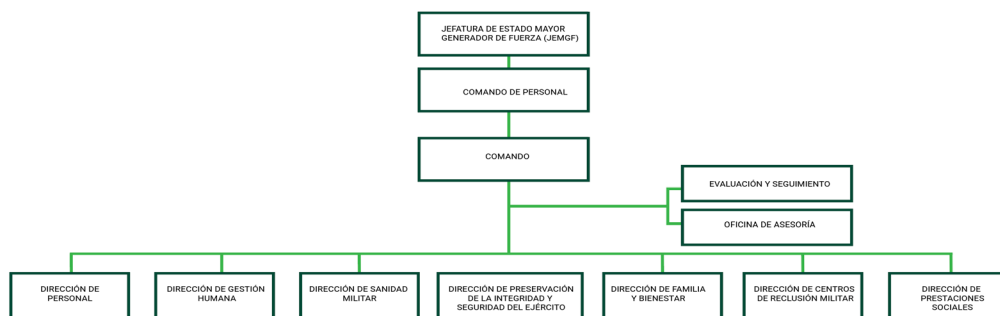 JEFATURA DE ESTADO MAYOR
GENERADOR DE FUERZA (JEMGF)
COMANDO DE PERSONAL
COMANDO
EVALUACIÓN Y SEGUIMIENTO
OFICINA DE ASESORÍA
DIRECCIÓN DE
PERSONAL
DIRECCIÓN DE GESTIÓN
HUMANA
DIRECCIÓN DE SANIDAD
MILITAR
DIRECCIÓN DE PRESERVACIÓN
DE LA INTEGRIDAD Y
SEGURIDAD DEL EJÉRCITO
DIRECCIÓN DE FAMILIA
Y BIENESTAR
DIRECCIÓN DE CENTROS
DE RECLUSIÓN MILITAR
DIRECCIÓN DE
PRESTACIONES
SOCIALES